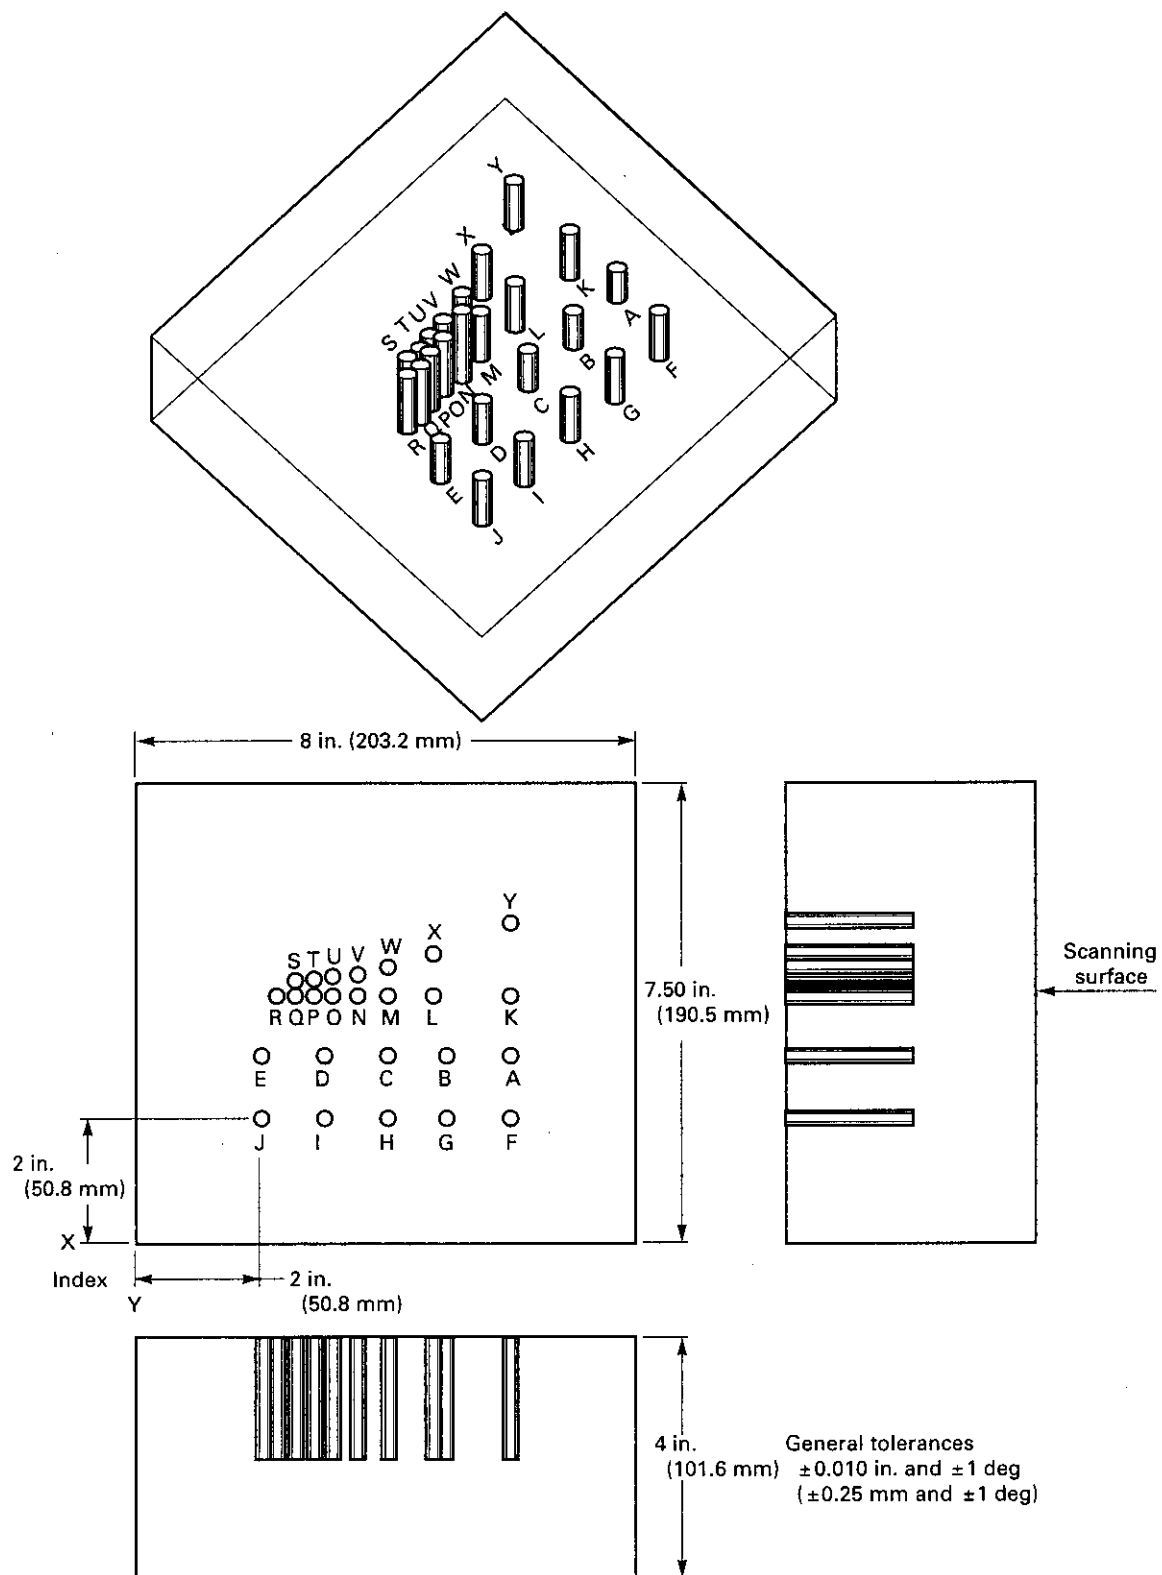 Y
X
W
V
U
T
S
K
A
L
B
F
M
C
G
N
O
P
D
H
Q
R
E
I
J
8 in. (203.2 mm)
Y
X
W
S T U V
7.50 in.
(190.5 mm)
Scanning
surface
R Q P O N M L K
E D C B A
J I H G F
2 in.
(50.8 mm)
X
Index
2 in.
(50.8 mm)
Y
4 in.
(101.6 mm)
General tolerances
±0.010 in. and ±1 deg
(±0.25 mm and ±1 deg)